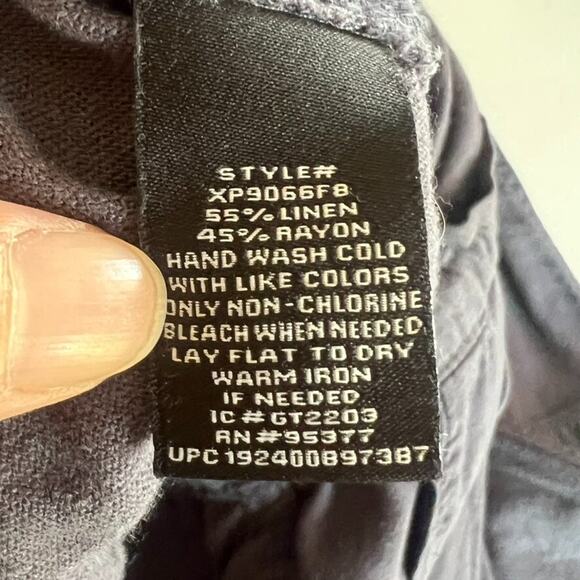 STYLE#
XP9066F8
55% LINEN
45% RAYON
HAND WASH COLD
WITH LIKE COLORS
ONLY NON-CHLORINE
BLEACH WHEN NEEDED
LAY FLAT TO DRY
WARM IRON
IF NEEDED
IC # GT2203
RN #95377
UPC 192400897387